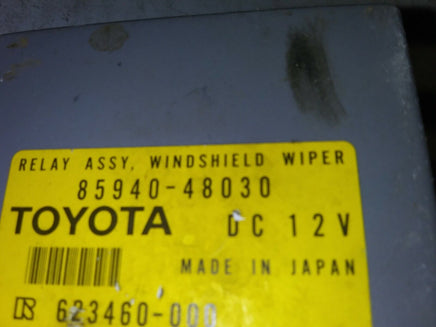 RELAY ASSY, WINDSHIELD WIPER
85940-48030
TOYOTA DC 12V
MADE IN JAPAN
623460-000